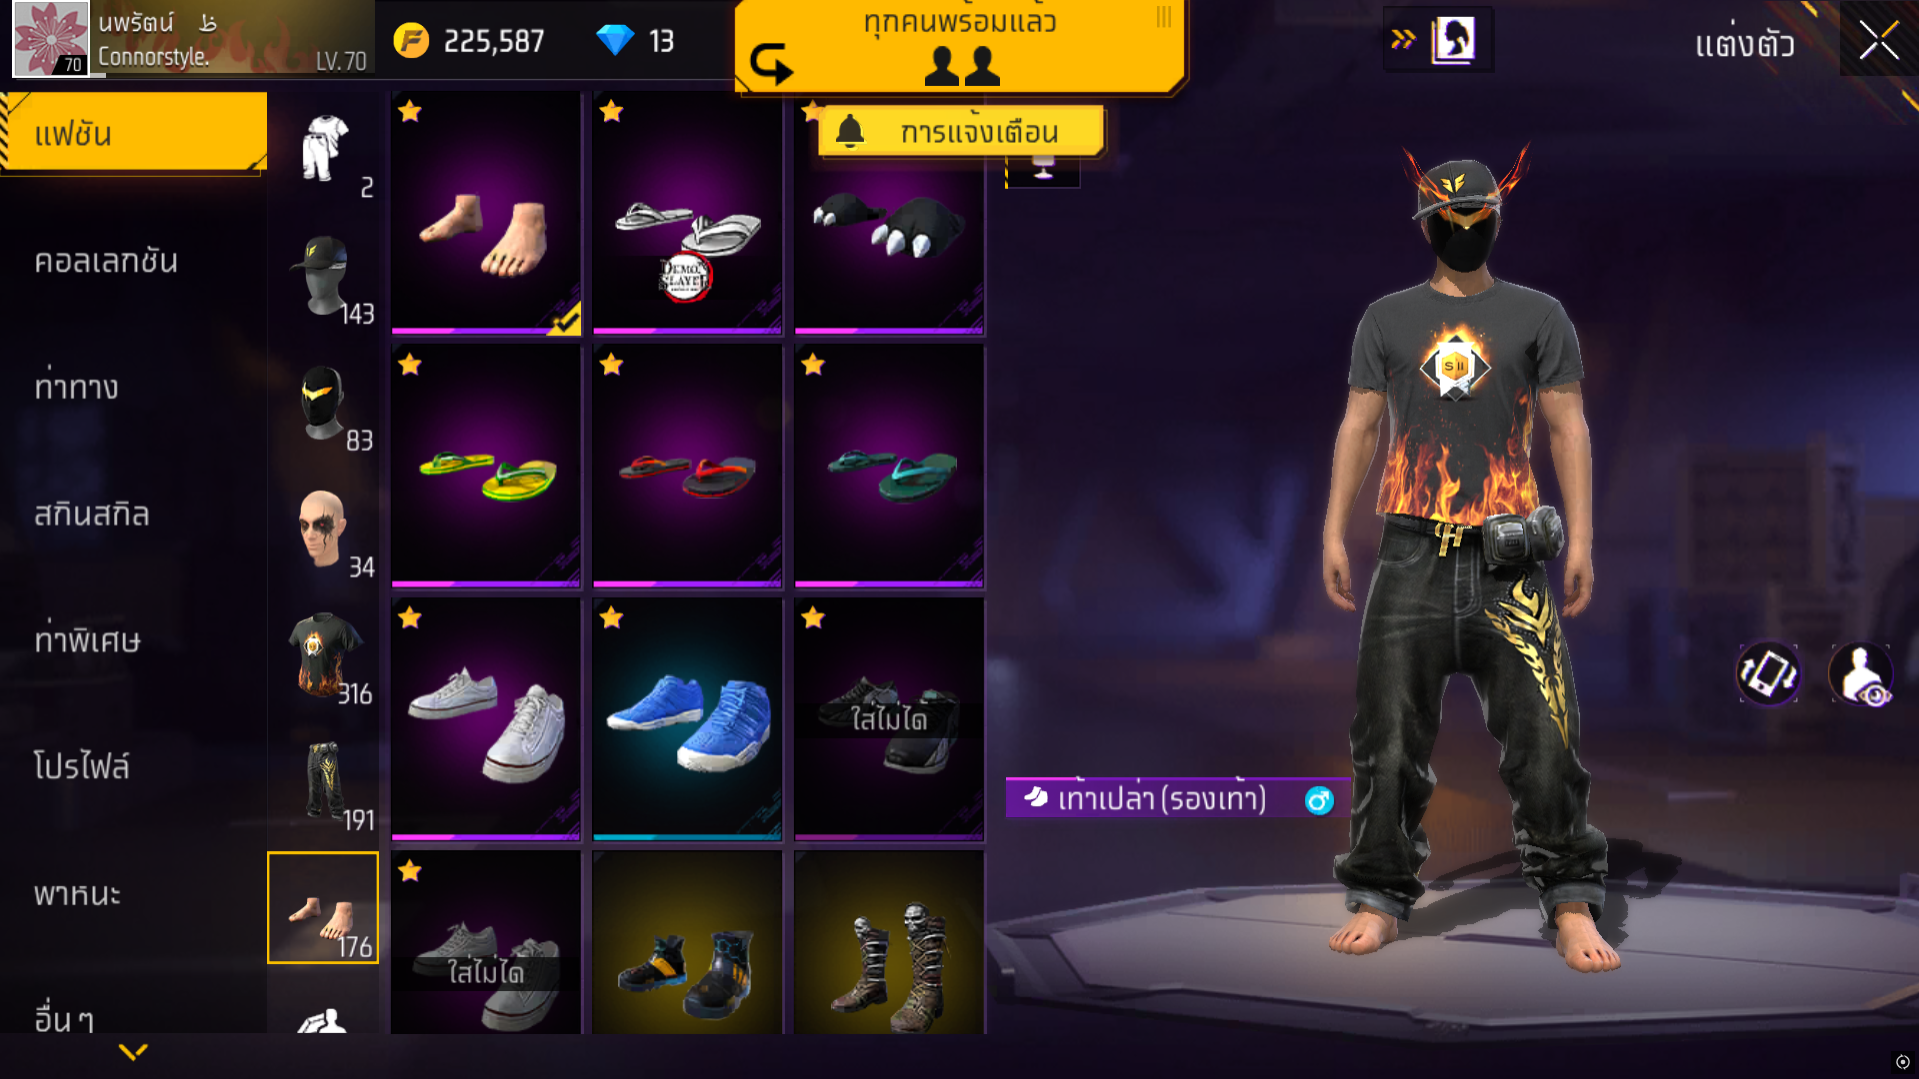 นพรัตน์
Connorstyle.
70
LV.70
225,587
13
ทุกคนพร้อมแล้ว
การแจ้งเตือน
แต่งตัว
แฟชัน
คอลเลกชัน
ท่าทาง
สกินสกิล
ท่าพิเศษ
โปรไฟล์
พาหนะ
อื่น ๆ
2
143
83
34
316
191
176
DEMON
SLAYER
ใส่ไม่ได้
ใส่ไม่ได้
เท้าเปล่า (รองเท้า)
S II